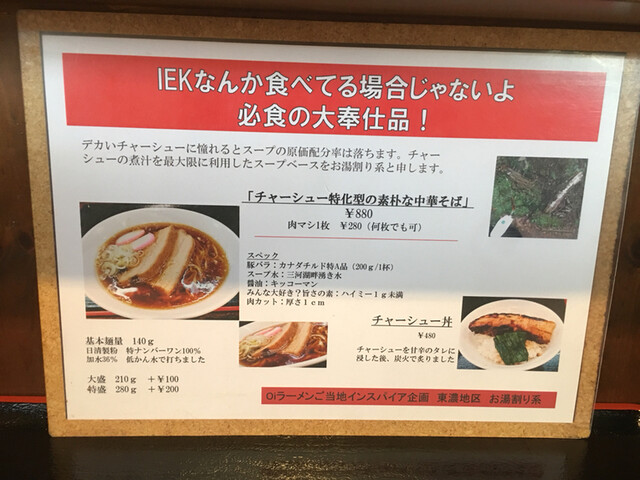 IEKなんか食べてる場合じゃないよ
必食の大奉仕品！
デカいチャーシューに憧れるとスープの原価配分率は落ちます。チャー
シューの煮汁を最大限に利用したスープベースをお湯割り系と申します。
「チャーシュー特化型の素朴な中華そば」
￥880
肉マシ1枚 ￥280（何枚でも可）
スペック
豚バラ：カナダチルド特A品（200ｇ/1杯）
スープ水：三河湖畔湧き水
醤油：キッコーマン
みんな大好き？旨さの素：ハイミー1ｇ未満
肉カット：厚さ1ｃｍ
基本麺量 140ｇ
日清製粉 特ナンバーワン100%
加水36% 低かん水で打ちました
大盛 210ｇ ＋￥100
特盛 280ｇ ＋￥200
チャーシュー丼
￥480
チャーシューを甘辛のタレに
浸した後、炭火で炙りました
Oiラーメンご当地インスパイア企画 東濃地区 お湯割り系